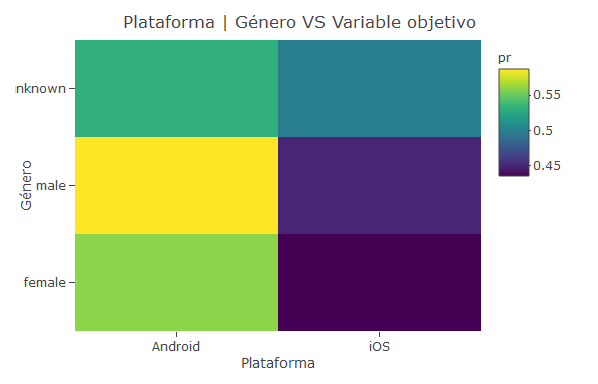 Plataforma | Género VS Variable objetivo
pr
0.55
0.5
0.45
nknown
male
female
Género
Android
iOS
Plataforma